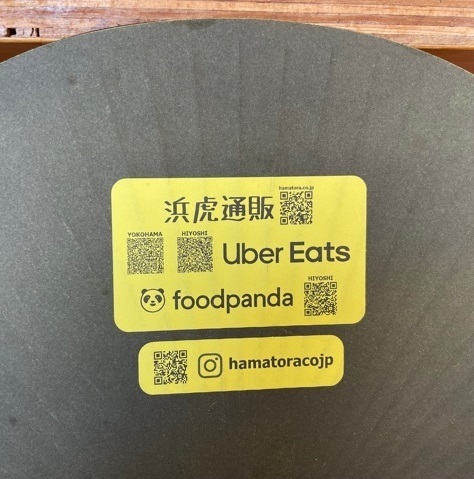 浜虎通販
hamatora.co.jp
YOKOHAMA
HIYOSHI
Uber Eats
foodpanda
HIYOSHI
hamatoracojp